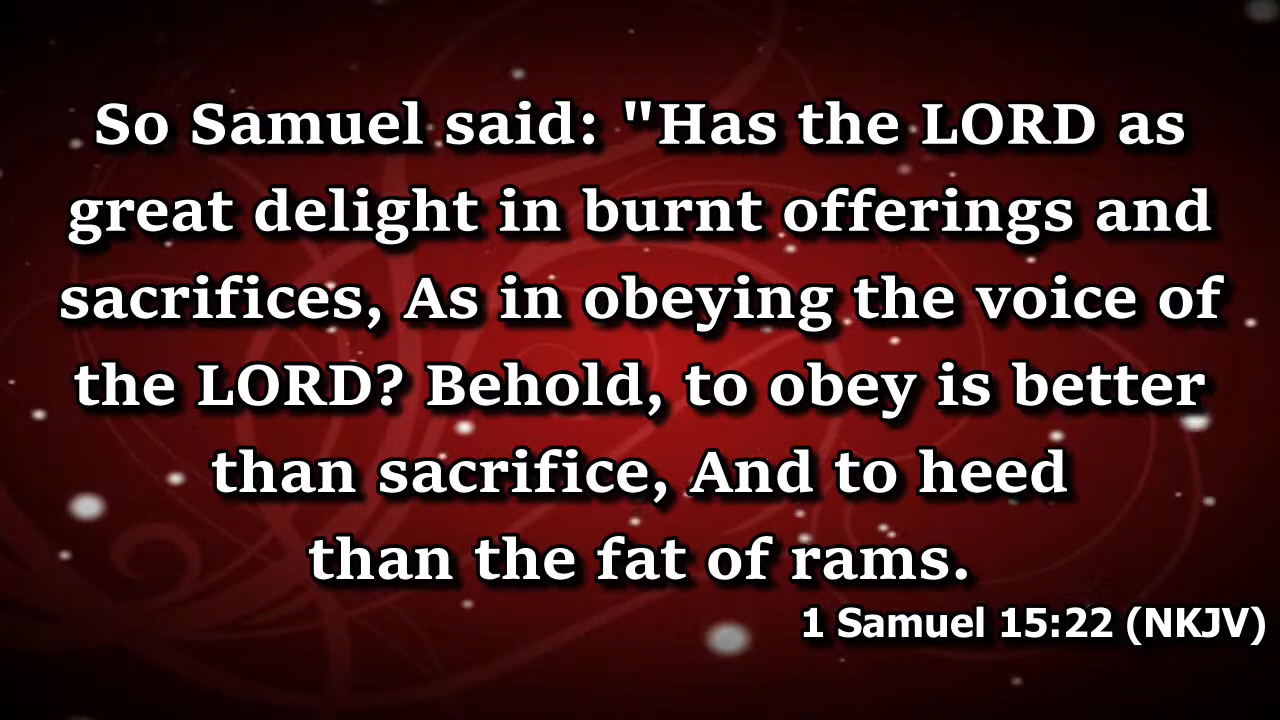 So Samuel said: "Has the LORD as
great delight in burnt offerings and
sacrifices, As in obeying the voice of
the LORD? Behold, to obey is better
than sacrifice, And to heed
than the fat of rams.
1 Samuel 15:22 (NKJV)